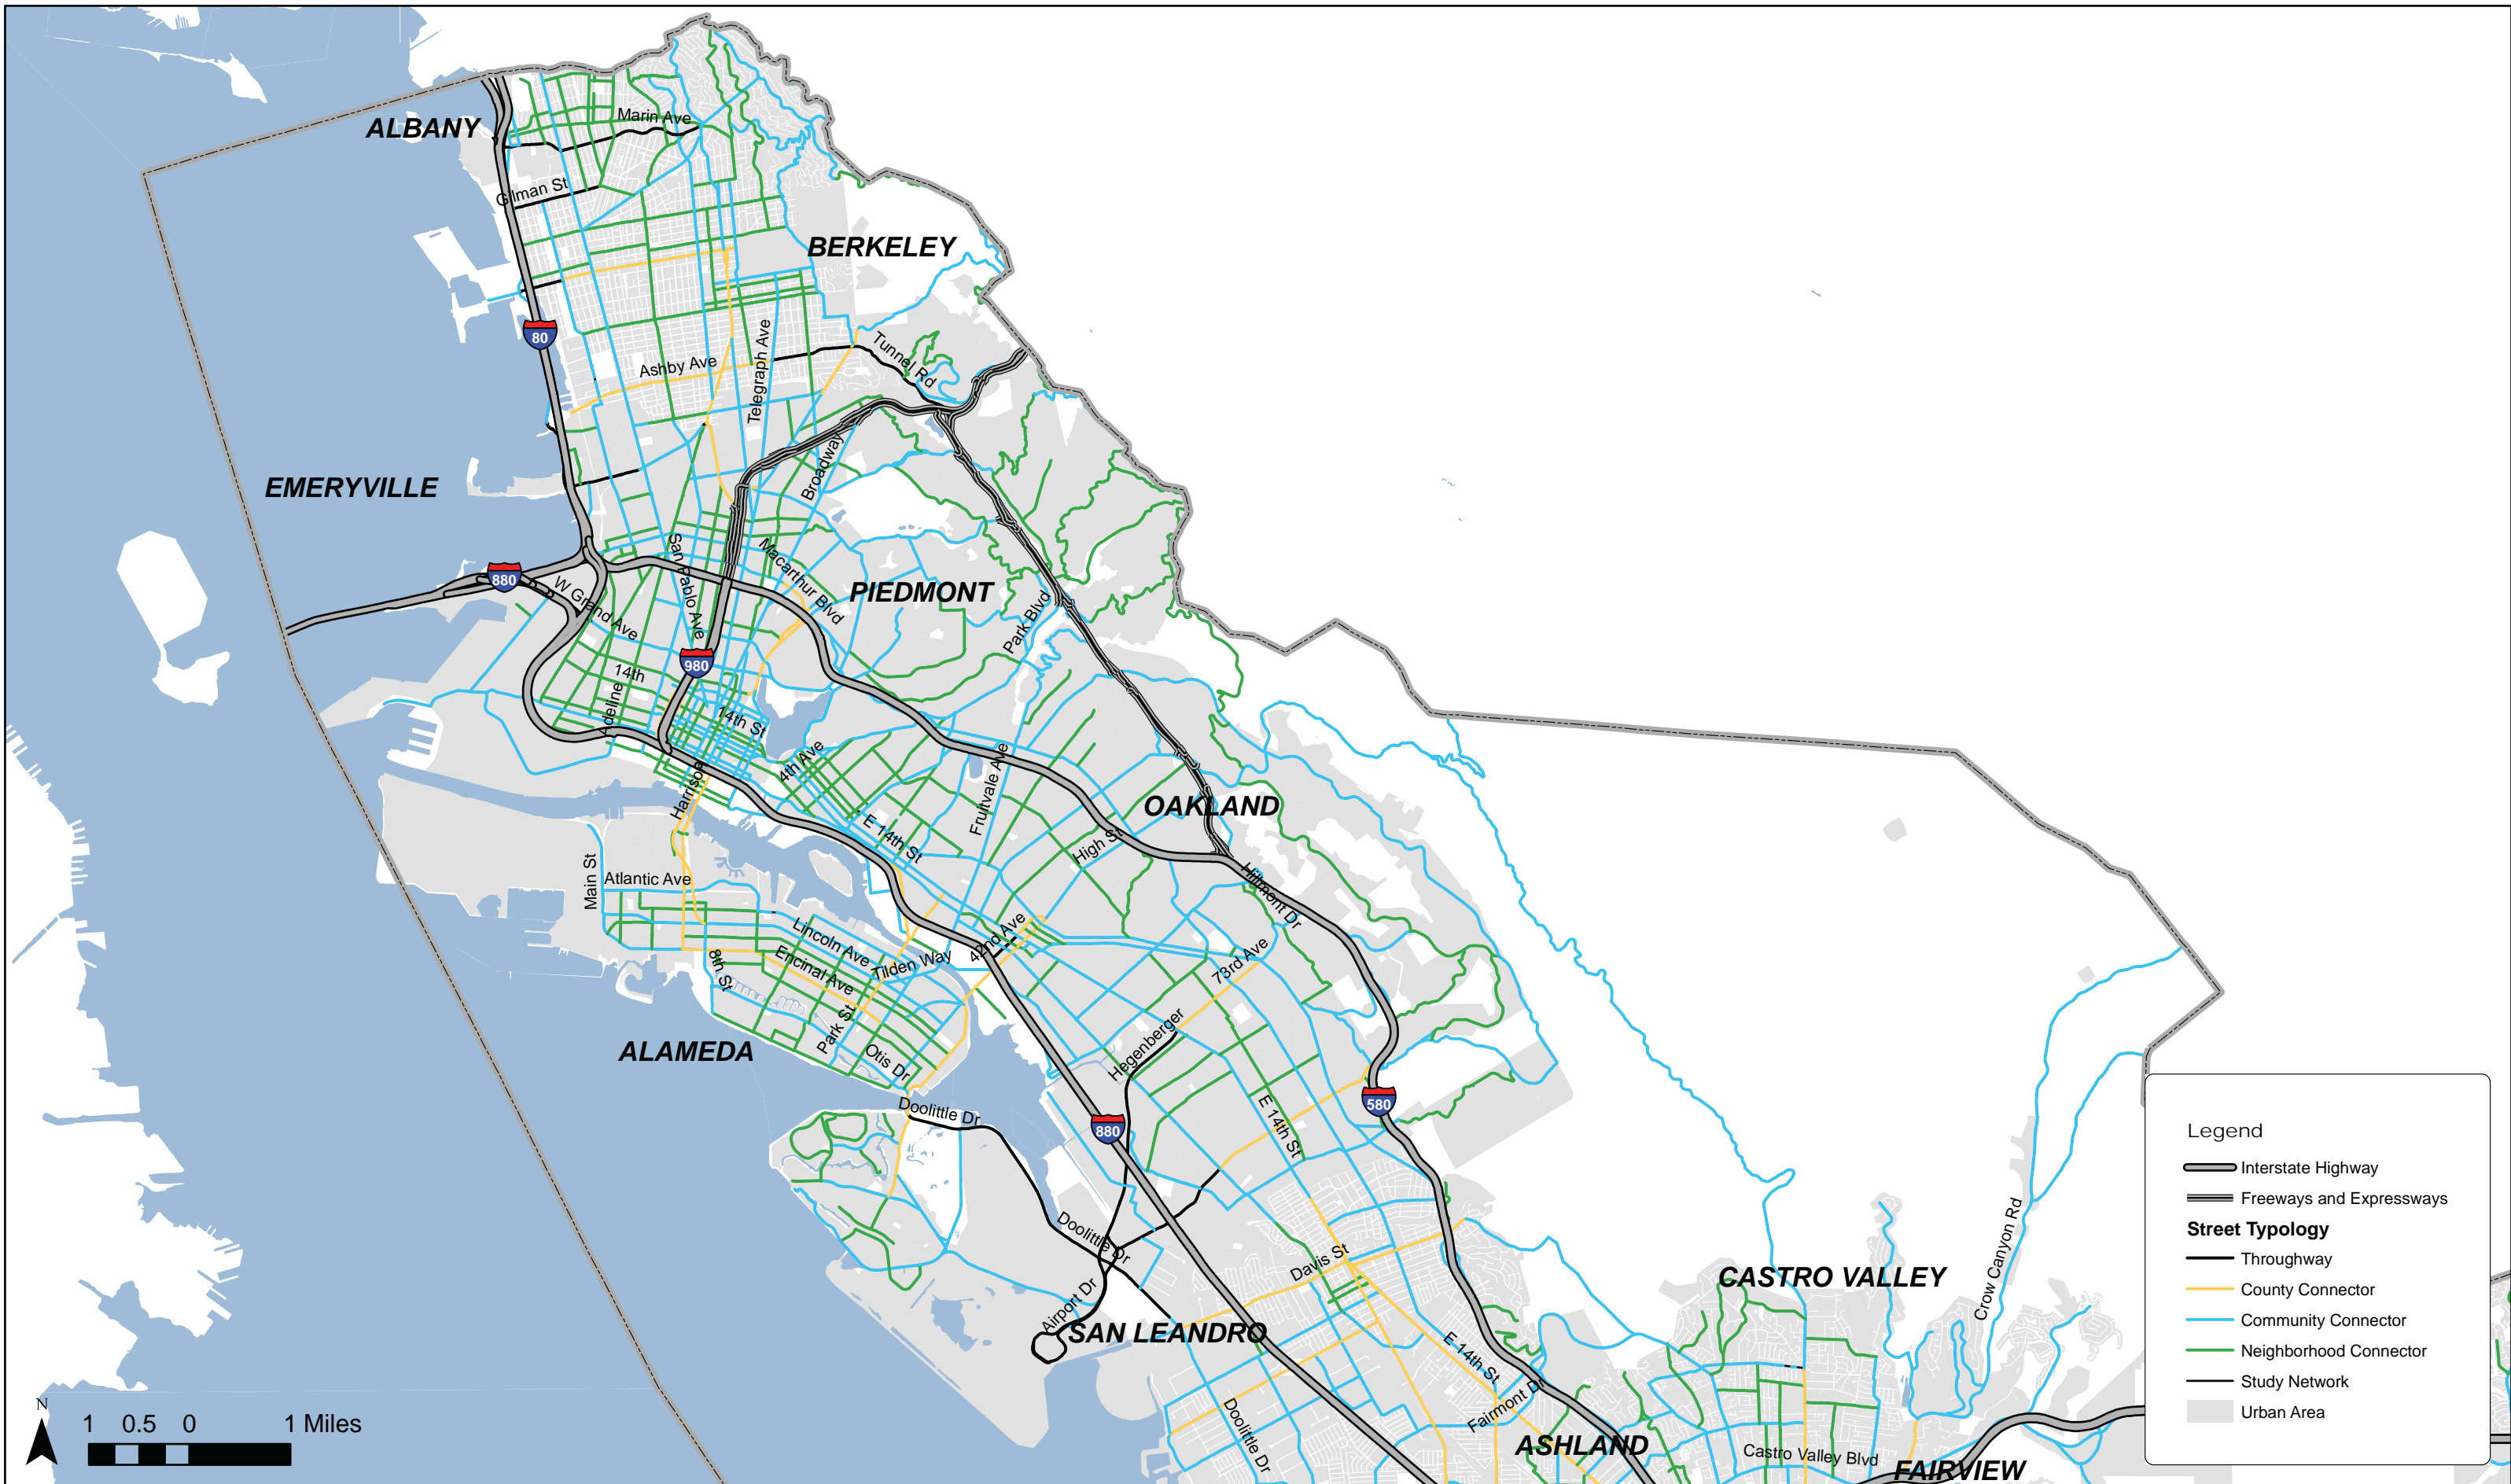 ALBANY
Marin Ave
Gilman St
BERKELEY
80
Ashby Ave
Telegraph Ave
Tunnel Rd
Broadway
EMERYVILLE
880
W Grand Ave
San Pablo Ave
Macarthur Blvd
PIEDMONT
Park Blvd
980
14th
Adeline
14th St
4th Ave
Harrison
Fruitvale Ave
OAKLAND
E 14th St
High St
Hillmont Dr
Main St
Atlantic Ave
Lincoln Ave
Encinal Ave
Tilden Way
42nd Ave
73rd Ave
8th St
Park St
Otis Dr
Hegenberger
ALAMEDA
Doolittle Dr
880
E 14th St
580
Doolittle Dr
Airport Dr
Davis St
SAN LEANDRO
CASTRO VALLEY
Crow Canyon Rd
E 14th St
Fairmont Dr
Doolittle Dr
ASHLAND
Castro Valley Blvd
FAIRVIEW
N
1 0.5 0 1 Miles
Legend
Interstate Highway
Freeways and Expressways
Street Typology
Throughway
County Connector
Community Connector
Neighborhood Connector
Study Network
Urban Area